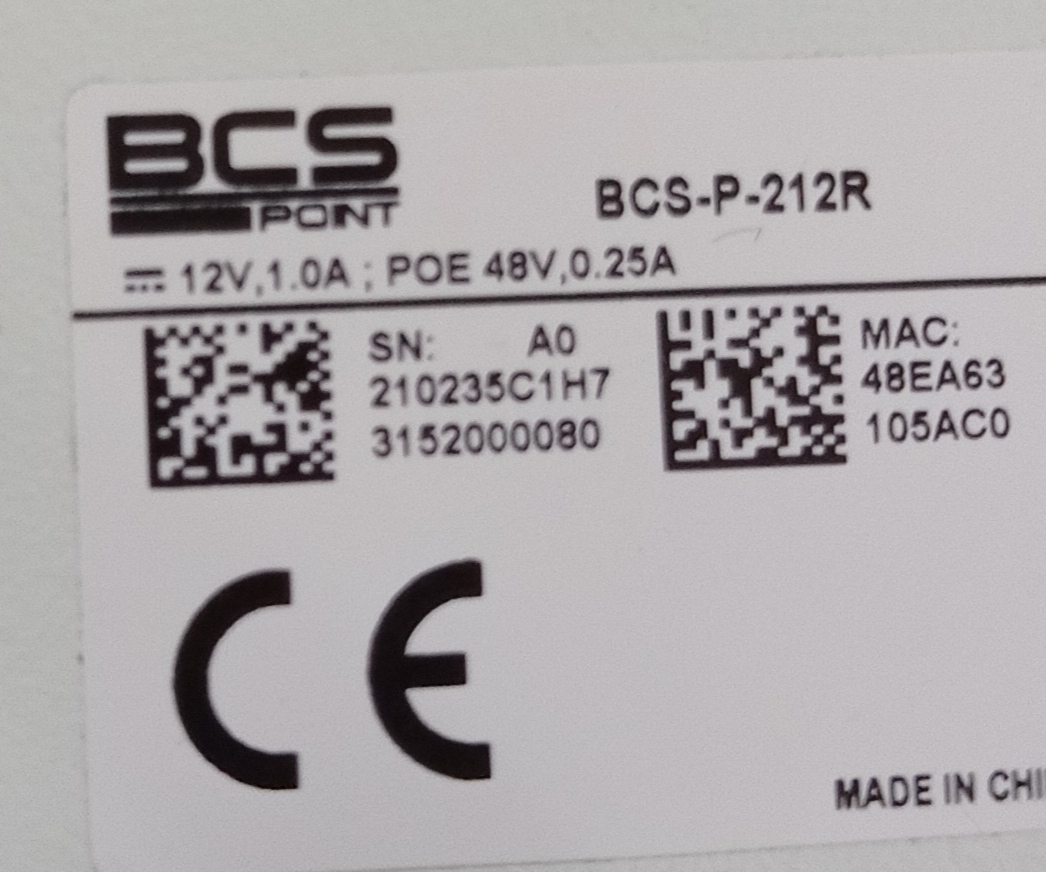 BCS
POINT
BCS-P-212R
12V,1.0A ; POE 48V,0.25A
SN: A0
210235C1H7
3152000080
MAC:
48EA63
105AC0
CE
MADE IN CHI